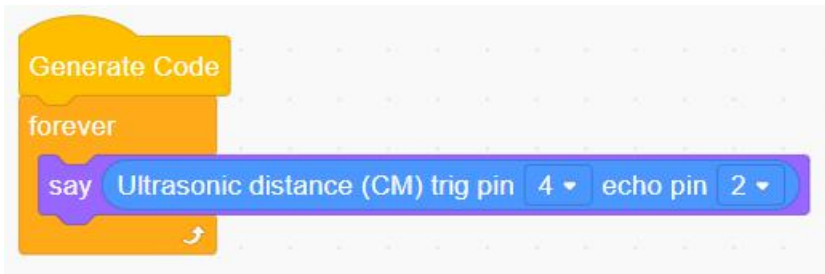 Generate Code
forever
say Ultrasonic distance (CM) trig pin 4 echo pin 2